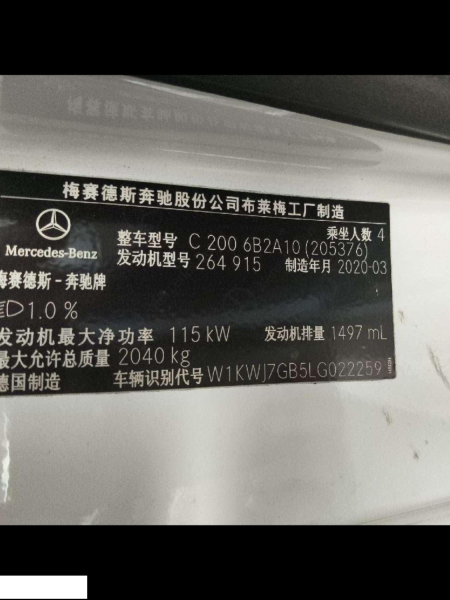 梅赛德斯奔驰股份公司布莱梅工厂制造
乘坐人数 4
整车型号 C 200 6B2A10 (205376)
Mercedes-Benz
发动机型号 264 915 制造年月 2020-03
梅赛德斯-奔驰牌
1.0 %
发动机最大净功率 115 kW 发动机排量 1497 mL
最大允许总质量 2040 kg
德国制造 车辆识别代号 W1KWJ7GB5LG022259